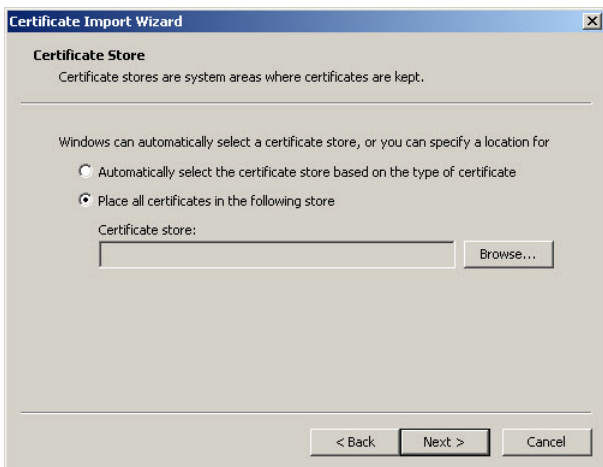 Certificate Import Wizard
Certificate Store
Certificate stores are system areas where certificates are kept.
Windows can automatically select a certificate store, or you can specify a location for
Automatically select the certificate store based on the type of certificate
Place all certificates in the following store
Certificate store:
Browse...
< Back Next > Cancel